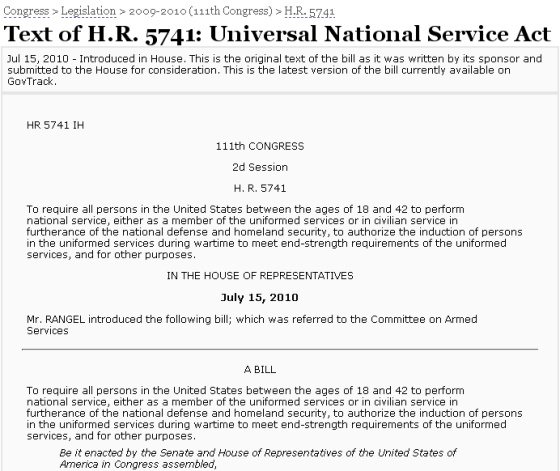 Congress > Legislation > 2009-2010 (111th Congress) > H.R. 5741
Text of H.R. 5741: Universal National Service Act
Jul 15, 2010 - Introduced in House. This is the original text of the bill as it was written by its sponsor and
submitted to the House for consideration. This is the latest version of the bill currently available on
GovTrack.
HR 5741 IH
111th CONGRESS
2d Session
H. R. 5741
To require all persons in the United States between the ages of 18 and 42 to perform
national service, either as a member of the uniformed services or in civilian service in
furtherance of the national defense and homeland security, to authorize the induction of persons
in the uniformed services during wartime to meet end-strength requirements of the uniformed
services, and for other purposes.
IN THE HOUSE OF REPRESENTATIVES
July 15, 2010
Mr. RANGEL introduced the following bill; which was referred to the Committee on Armed
Services
A BILL
To require all persons in the United States between the ages of 18 and 42 to perform
national service, either as a member of the uniformed services or in civilian service in
furtherance of the national defense and homeland security, to authorize the induction of persons
in the uniformed services during wartime to meet end-strength requirements of the uniformed
services, and for other purposes.
Be it enacted by the Senate and House of Representatives of the United States of
America in Congress assembled,